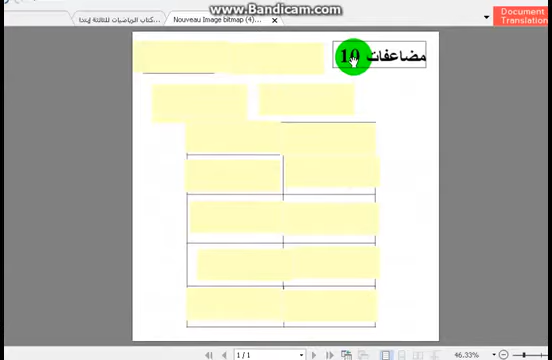 www.Bandicam.com
Document
Translation
Nouveau Image bitmap (4)...
كتاب الرياضيات للثالثة إبتدا...
مضاعفات 10
1 / 1
46.33%